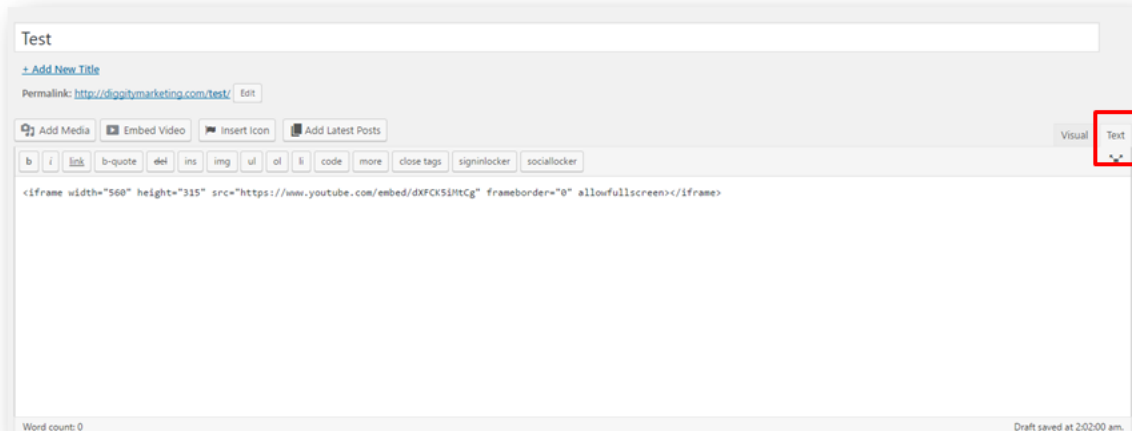 Test
+ Add New Title
Permalink: http://diggitymarketing.com/test/ Edit
Add Media Embed Video Insert Icon Add Latest Posts Visual Text
b i link b-quote del ins img ul ol li code more close tags signinlocker sociallocker
<iframe width="560" height="315" src="https://www.youtube.com/embed/dXFCK5iMtCg" frameborder="0" allowfullscreen></iframe>
Word count: 0 Draft saved at 2:02:00 am.